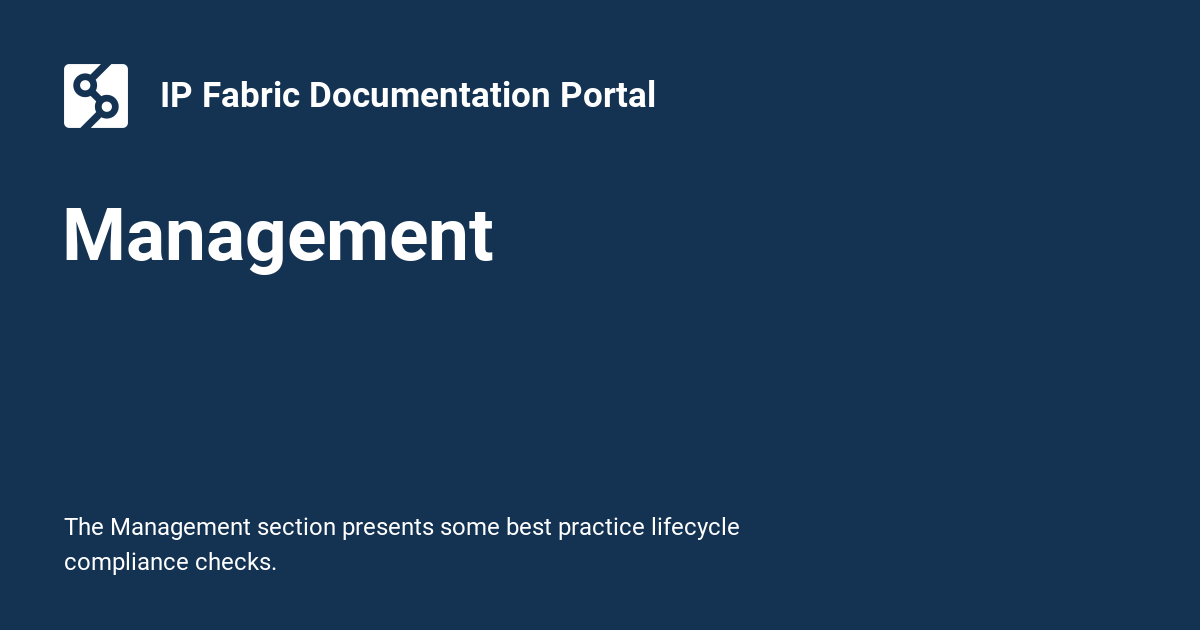 IP Fabric Documentation Portal
Management
The Management section presents some best practice lifecycle
compliance checks.